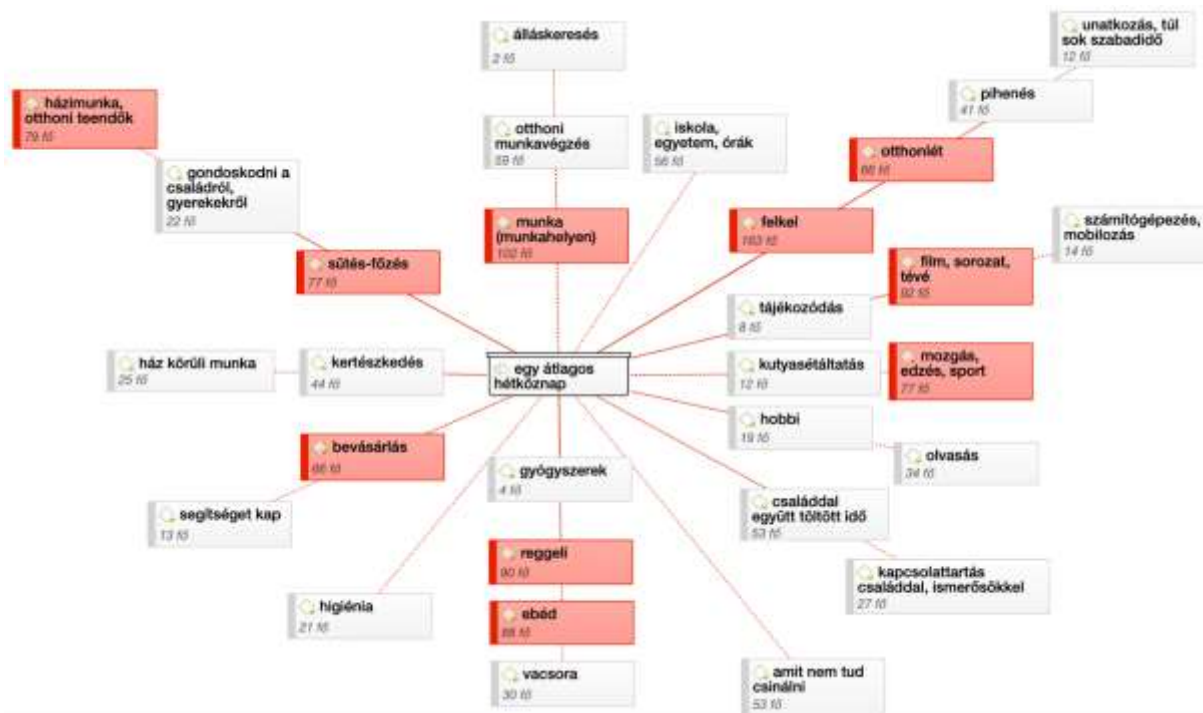 álláskeresés
2 fő
unatkozás, túl
sok szabadidő
12 fő
házimunka,
otthoni teendők
79 fő
pihenés
41 fő
otthoni
munkavégzés
59 fő
iskola,
egyetem, órák
56 fő
otthonlét
fő
gondoskodni a
családról,
gyerekekről
22 fő
munka
(munkahelyen)
102 fő
felkel
fő
számítógépezés,
mobilozás
14 fő
sütés-főzés
77 fő
film, sorozat,
tévé
92 fő
tájékozódás
8 fő
ház körüli munka
25 fő
kertészkedés
44 fő
egy átlagos
hétköznap
kutyasétáltatás
12 fő
mozgás,
edzés, sport
77 fő
hobbi
19 fő
bevásárlás
fő
olvasás
34 fő
gyógyszerek
4 fő
családdal
együtt töltött idő
53 fő
segítséget kap
13 fő
reggeli
90 fő
kapcsolattartás
családdal, ismerősökkel
27 fő
higiénia
21 fő
ebéd
fő
vacsora
30 fő
amit nem tud
csinálni
53 fő